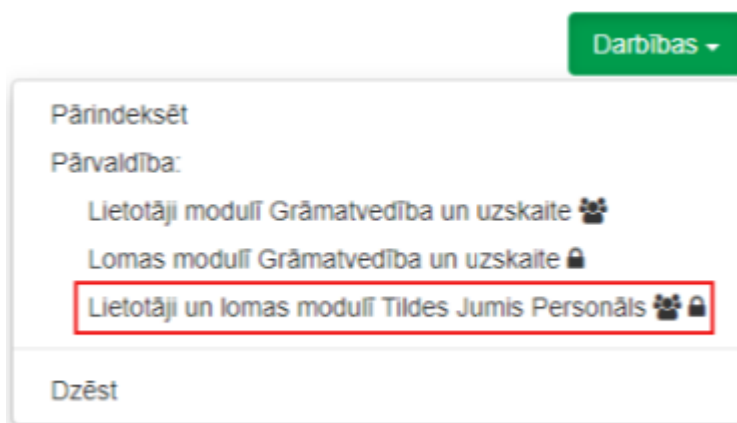 Darbības
Pārindeksēt
Pārvaldība:
Lietotāji modulī Grāmatvedība un uzskaite
Lomas modulī Grāmatvedība un uzskaite
Lietotāji un lomas modulī Tildes Jumis Personāls
Dzēst